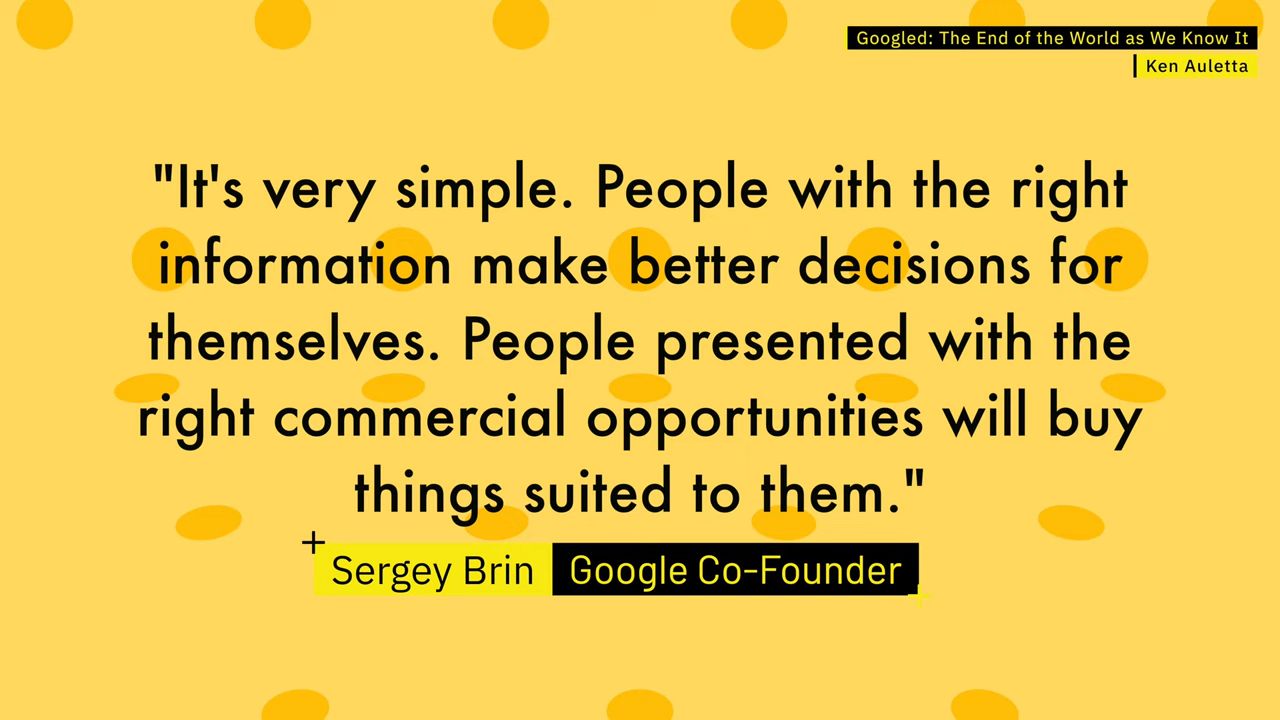 Googled: The End of the World as We Know It
Ken Auletta
"It's very simple. People with the right
information make better decisions for
themselves. People presented with the
right commercial opportunities will buy
things suited to them."
Sergey Brin Google Co-Founder